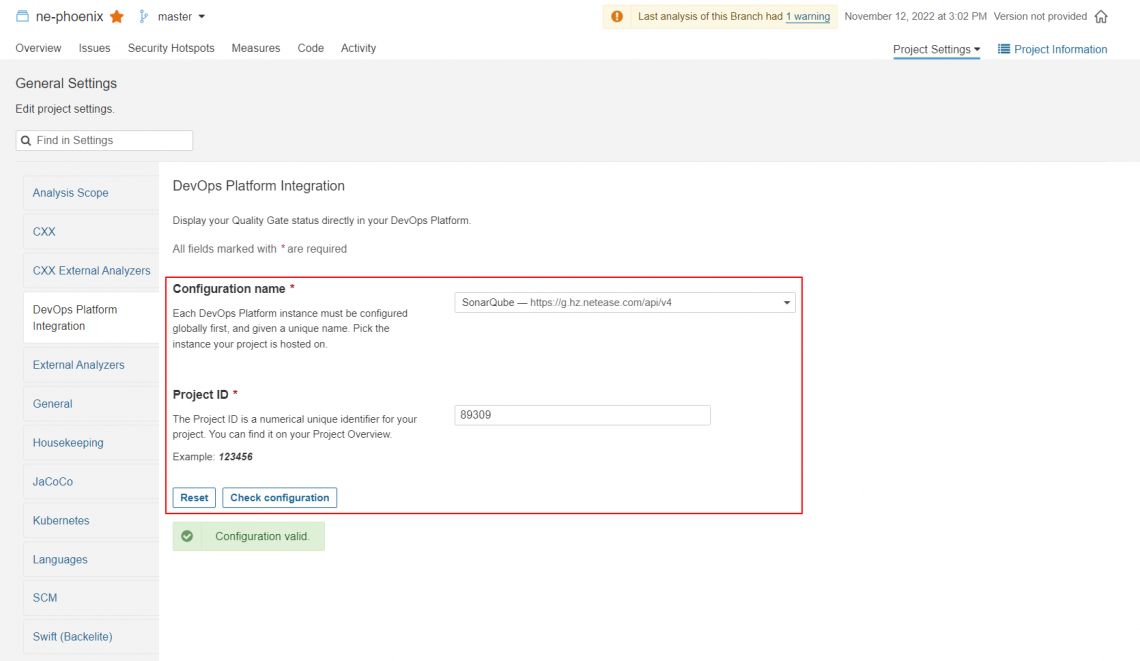 ne-phoenix master
Last analysis of this Branch had 1 warning November 12, 2022 at 3:02 PM Version not provided
Overview Issues Security Hotspots Measures Code Activity
Project Settings Project Information
General Settings
Edit project settings.
Find in Settings
Analysis Scope
CXX
CXX External Analyzers
DevOps Platform
Integration
External Analyzers
General
Housekeeping
JaCoCo
Kubernetes
Languages
SCM
Swift (Backelite)
DevOps Platform Integration
Display your Quality Gate status directly in your DevOps Platform.
All fields marked with * are required
Configuration name *
Each DevOps Platform instance must be configured
globally first, and given a unique name. Pick the
instance your project is hosted on.
SonarQube — https://g.hz.netease.com/api/v4
Project ID *
The Project ID is a numerical unique identifier for your
project. You can find it on your Project Overview.
Example: 123456
89309
Reset Check configuration
Configuration valid.